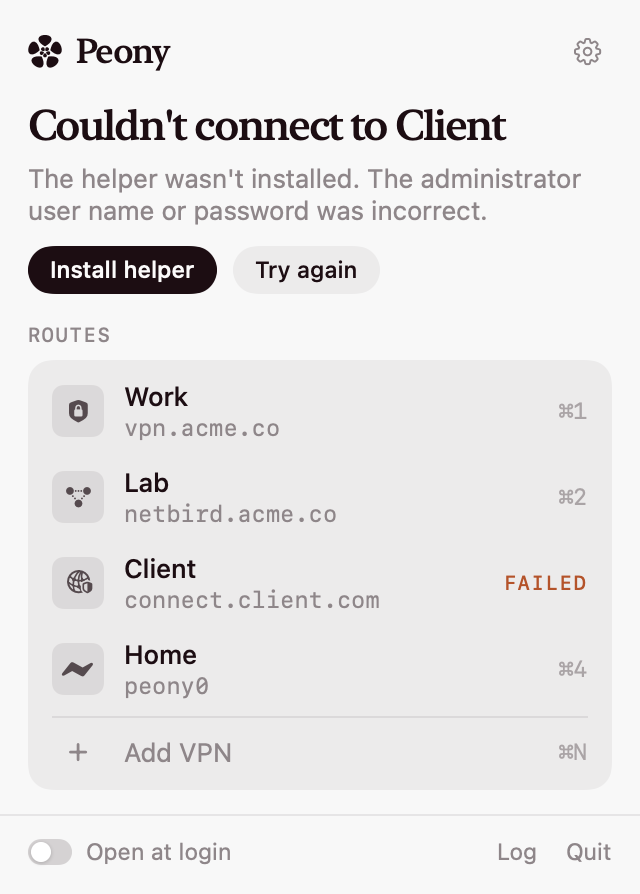 Peony
Couldn't connect to Client
The helper wasn't installed. The administrator
user name or password was incorrect.
Install helper
Try again
ROUTES
Work
vpn.acme.co
⌘1
Lab
netbird.acme.co
⌘2
Client
connect.client.com
FAILED
Home
peony0
⌘4
+ Add VPN
⌘N
Open at login
Log
Quit